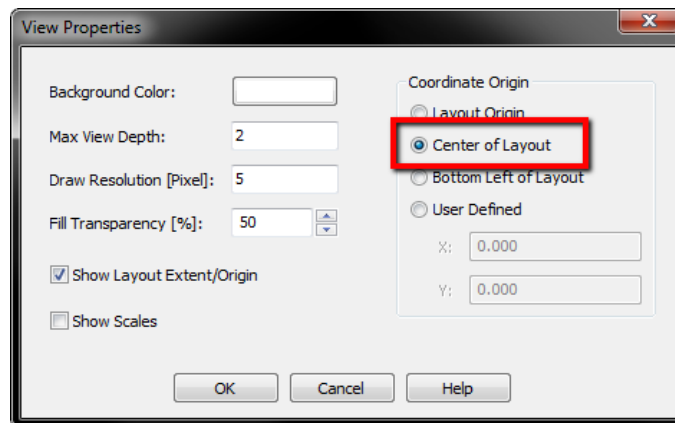 View Properties
Background Color:
Max View Depth: 2
Draw Resolution [Pixel]: 5
Fill Transparency [%]: 50
Show Layout Extent/Origin
Show Scales
Coordinate Origin
Layout Origin
Center of Layout
Bottom Left of Layout
User Defined
X: 0.000
Y: 0.000
OK Cancel Help